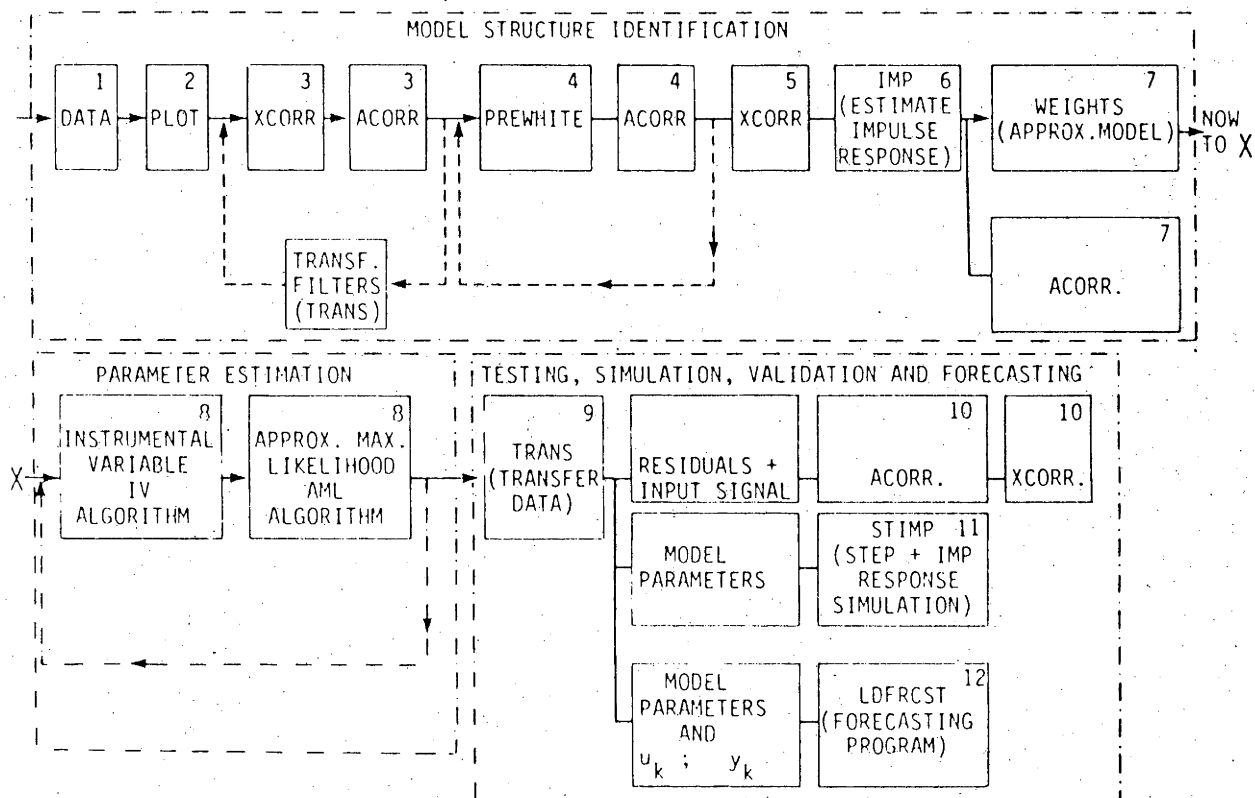 MODEL STRUCTURE IDENTIFICATION
1
DATA
2
PLOT
3
XCORR
3
ACORR
4
PREWHITE
4
ACORR
5
XCORR
IMP 6
(ESTIMATE
IMPULSE
RESPONSE)
7
WEIGHTS
(APPROX.MODEL)
NOW
TO X
TRANSF.
FILTERS
(TRANS)
7
ACORR.
PARAMETER ESTIMATION
X
8
INSTRUMENTAL
VARIABLE
IV
ALGORITHM
8
APPROX. MAX.
LIKELIHOOD
AML
ALGORITHM
TESTING, SIMULATION, VALIDATION AND FORECASTING
9
TRANS
(TRANSFER
DATA)
RESIDUALS +
INPUT SIGNAL
10
ACORR.
10
XCORR.
MODEL
PARAMETERS
STIMP 11
(STEP + IMP
RESPONSE
SIMULATION)
MODEL
PARAMETERS
AND
u_k ; y_k
12
LDFRCST
(FORECASTING
PROGRAM)